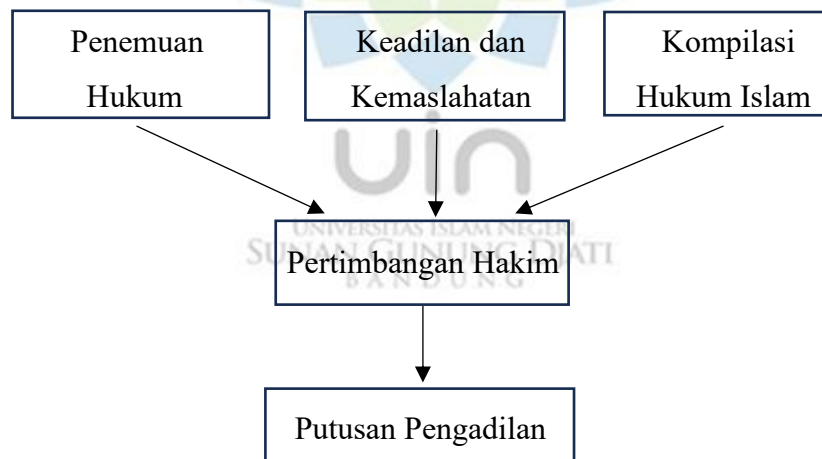 Penemuan
Hukum
Keadilan dan
Kemaslahatan
Kompilasi
Hukum Islam
uin
UNIVERSITAS ISLAM NEGERI
SUNAN GUNUNG DJATI
BANDUNG
Pertimbangan Hakim
Putusan Pengadilan